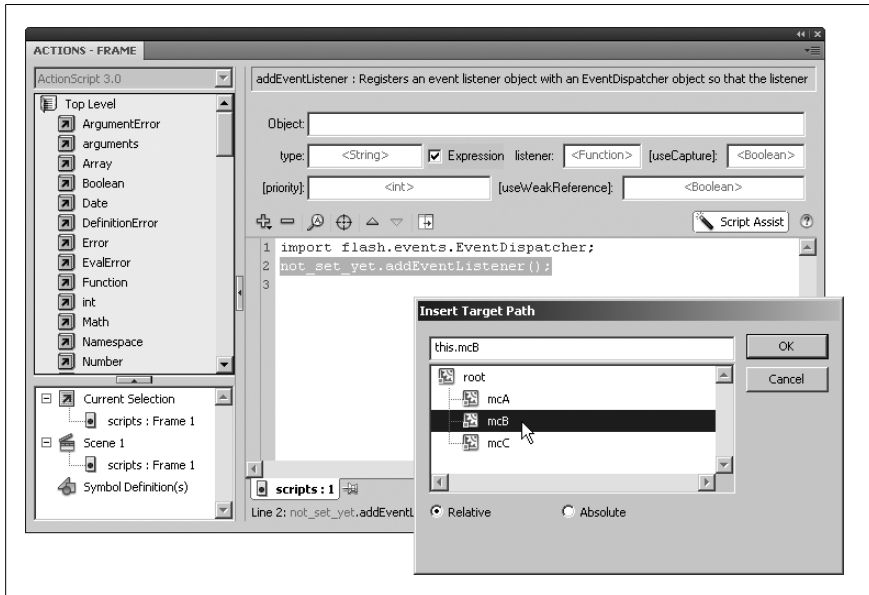 ACTIONS - FRAME
ActionScript 3.0
Top Level
ArgumentError
arguments
Array
Boolean
Date
DefinitionError
Error
EvalError
Function
int
Math
Namespace
Number
Current Selection
scripts : Frame 1
Scene 1
scripts : Frame 1
Symbol Definition(s)
addEventListener : Registers an event listener object with an EventDispatcher object so that the listener
Object:
type: <String> Expression listener: <Function> [useCapture]: <Boolean>
[priority]: <int> [useWeakReference]: <Boolean>
Script Assist
1 import flash.events.EventDispatcher;
2 not_set_yet.addEventListener();
3
scripts : 1
Line 2: not_set_yet.addEventL
Insert Target Path
this.mcB
OK
Cancel
root
mcA
mcB
mcC
Relative Absolute